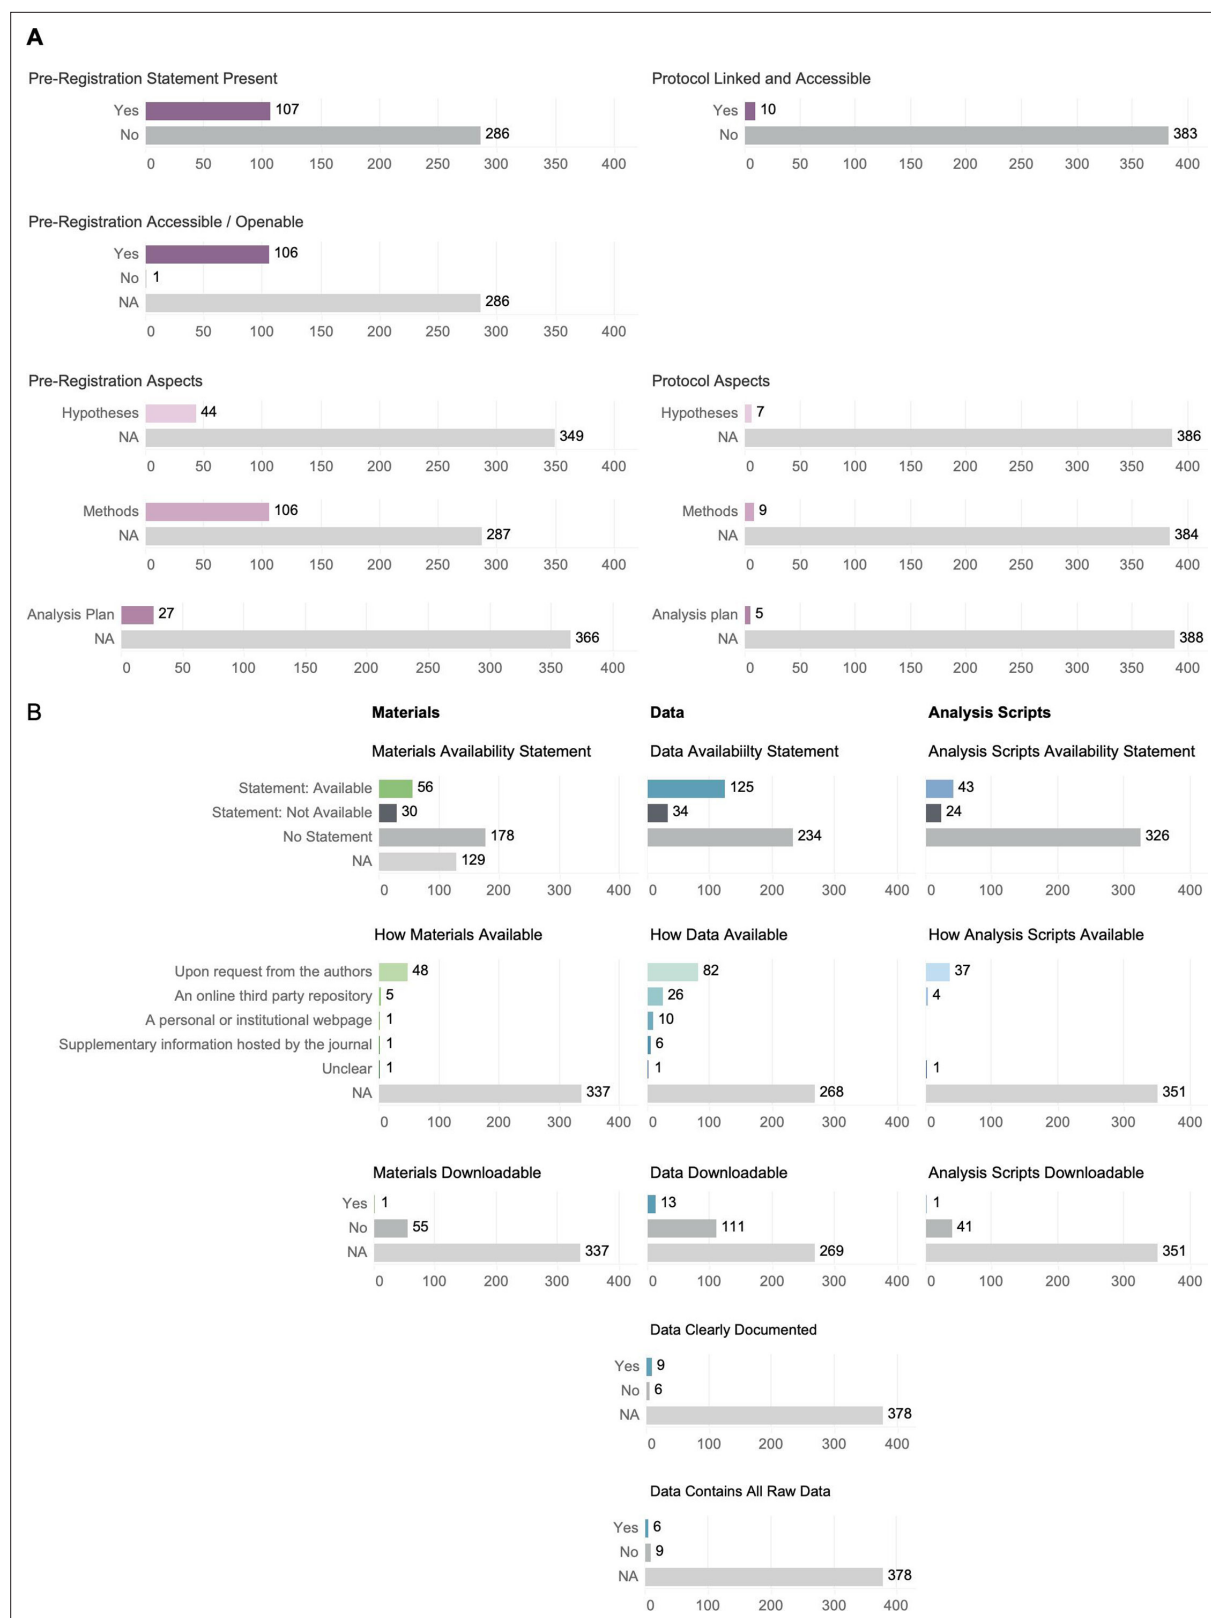 A
Pre-Registration Statement Present
Yes 107
No 286
0 50 100 150 200 250 300 350 400
Protocol Linked and Accessible
Yes 10
No 383
0 50 100 150 200 250 300 350 400
Pre-Registration Accessible / Openable
Yes 106
No 1
NA 286
0 50 100 150 200 250 300 350 400
Pre-Registration Aspects
Hypotheses 44
NA 349
0 50 100 150 200 250 300 350 400
Methods 106
NA 287
0 50 100 150 200 250 300 350 400
Analysis Plan 27
NA 366
0 50 100 150 200 250 300 350 400
Protocol Aspects
Hypotheses 7
NA 386
0 50 100 150 200 250 300 350 400
Methods 9
NA 384
0 50 100 150 200 250 300 350 400
Analysis plan 5
NA 388
0 50 100 150 200 250 300 350 400
B
Materials Data Analysis Scripts
Materials Availability Statement Data Availabiilty Statement Analysis Scripts Availability Statement
Statement: Available 56 125 43
Statement: Not Available 30 34 24
No Statement 178 234 326
NA 129
0 100 200 300 400 0 100 200 300 400 0 100 200 300 400
How Materials Available How Data Available How Analysis Scripts Available
Upon request from the authors 48 82 37
An online third party repository 5 26 4
A personal or institutional webpage 1 10
Supplementary information hosted by the journal 1 6
Unclear 1 1 1
NA 337 268 351
0 100 200 300 400 0 100 200 300 400 0 100 200 300 400
Materials Downloadable Data Downloadable Analysis Scripts Downloadable
Yes 1 13 1
No 55 111 41
NA 337 269 351
0 100 200 300 400 0 100 200 300 400 0 100 200 300 400
Data Clearly Documented
Yes 9
No 6
NA 378
0 100 200 300 400
Data Contains All Raw Data
Yes 6
No 9
NA 378
0 100 200 300 400